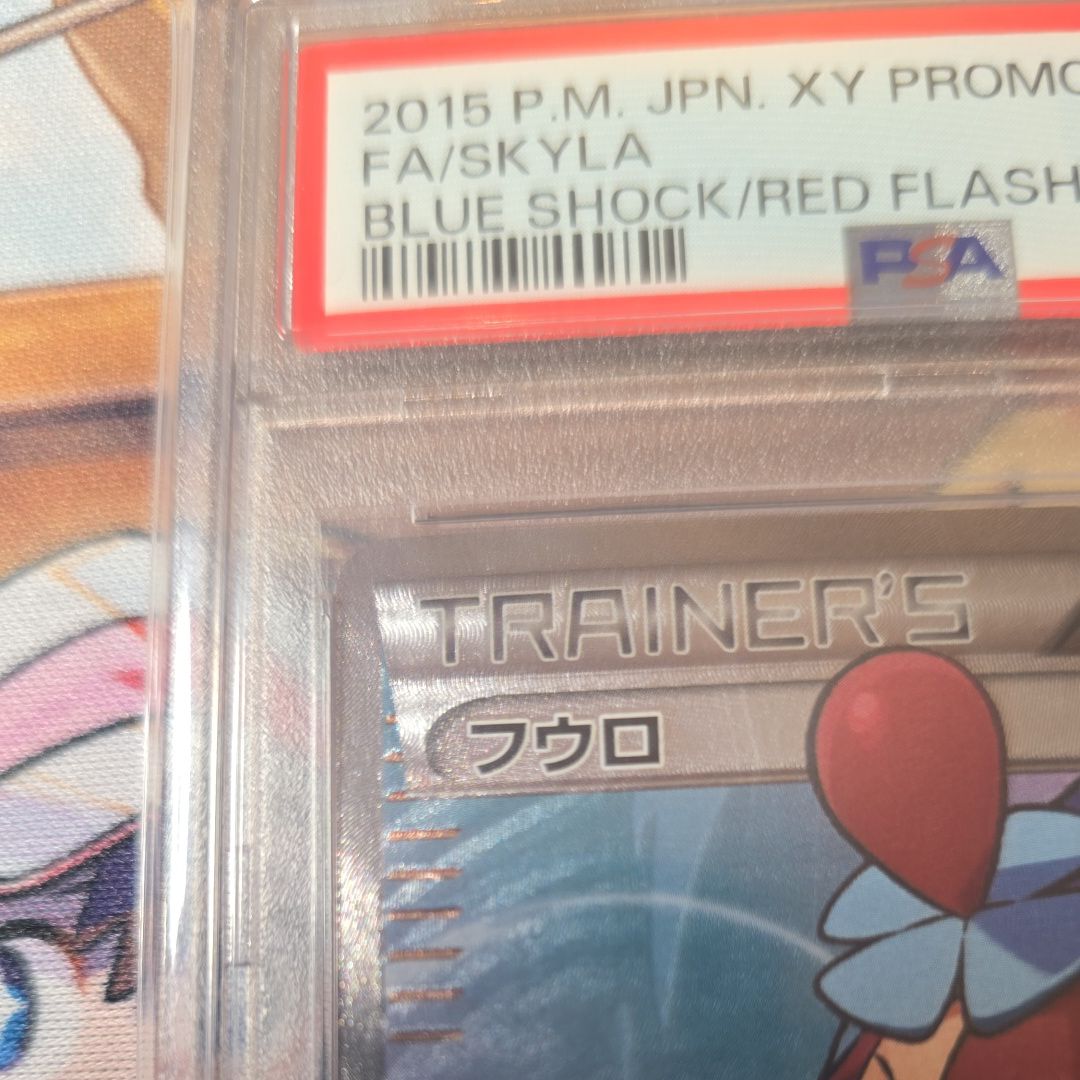 2015 P.M. JPN. XY PROMO
FA/SKYLA
BLUE SHOCK/RED FLASH
PSA
TRAINER'S
フウロ